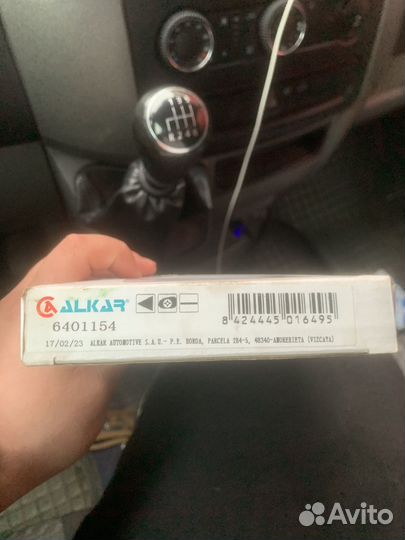 ALKAR
6401154
8 424445 016495
17/02/23 ALKAR AUTOMOTIVE S.A.U.- P.E. BOROA, PARCELA 2B4-5, 48340-AMOREBIETA (VIZCAYA)
Avito